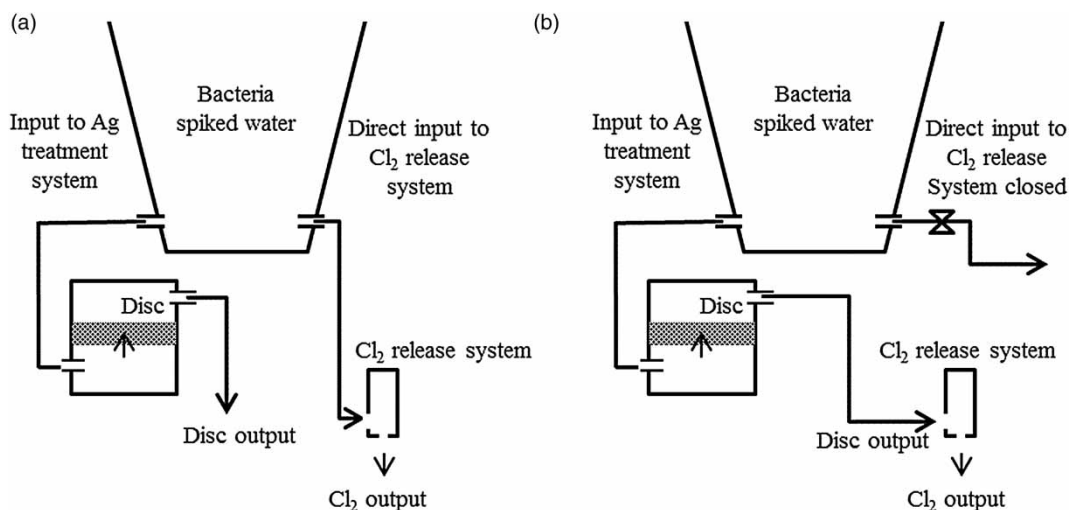 (a)
Bacteria
spiked water
Input to Ag
treatment
system
Direct input to
Cl₂ release
system
Disc
Cl₂ release system
Disc output
Cl₂ output
(b)
Bacteria
spiked water
Input to Ag
treatment
system
Direct input to
Cl₂ release
System closed
Disc
Cl₂ release system
Disc output
Cl₂ output